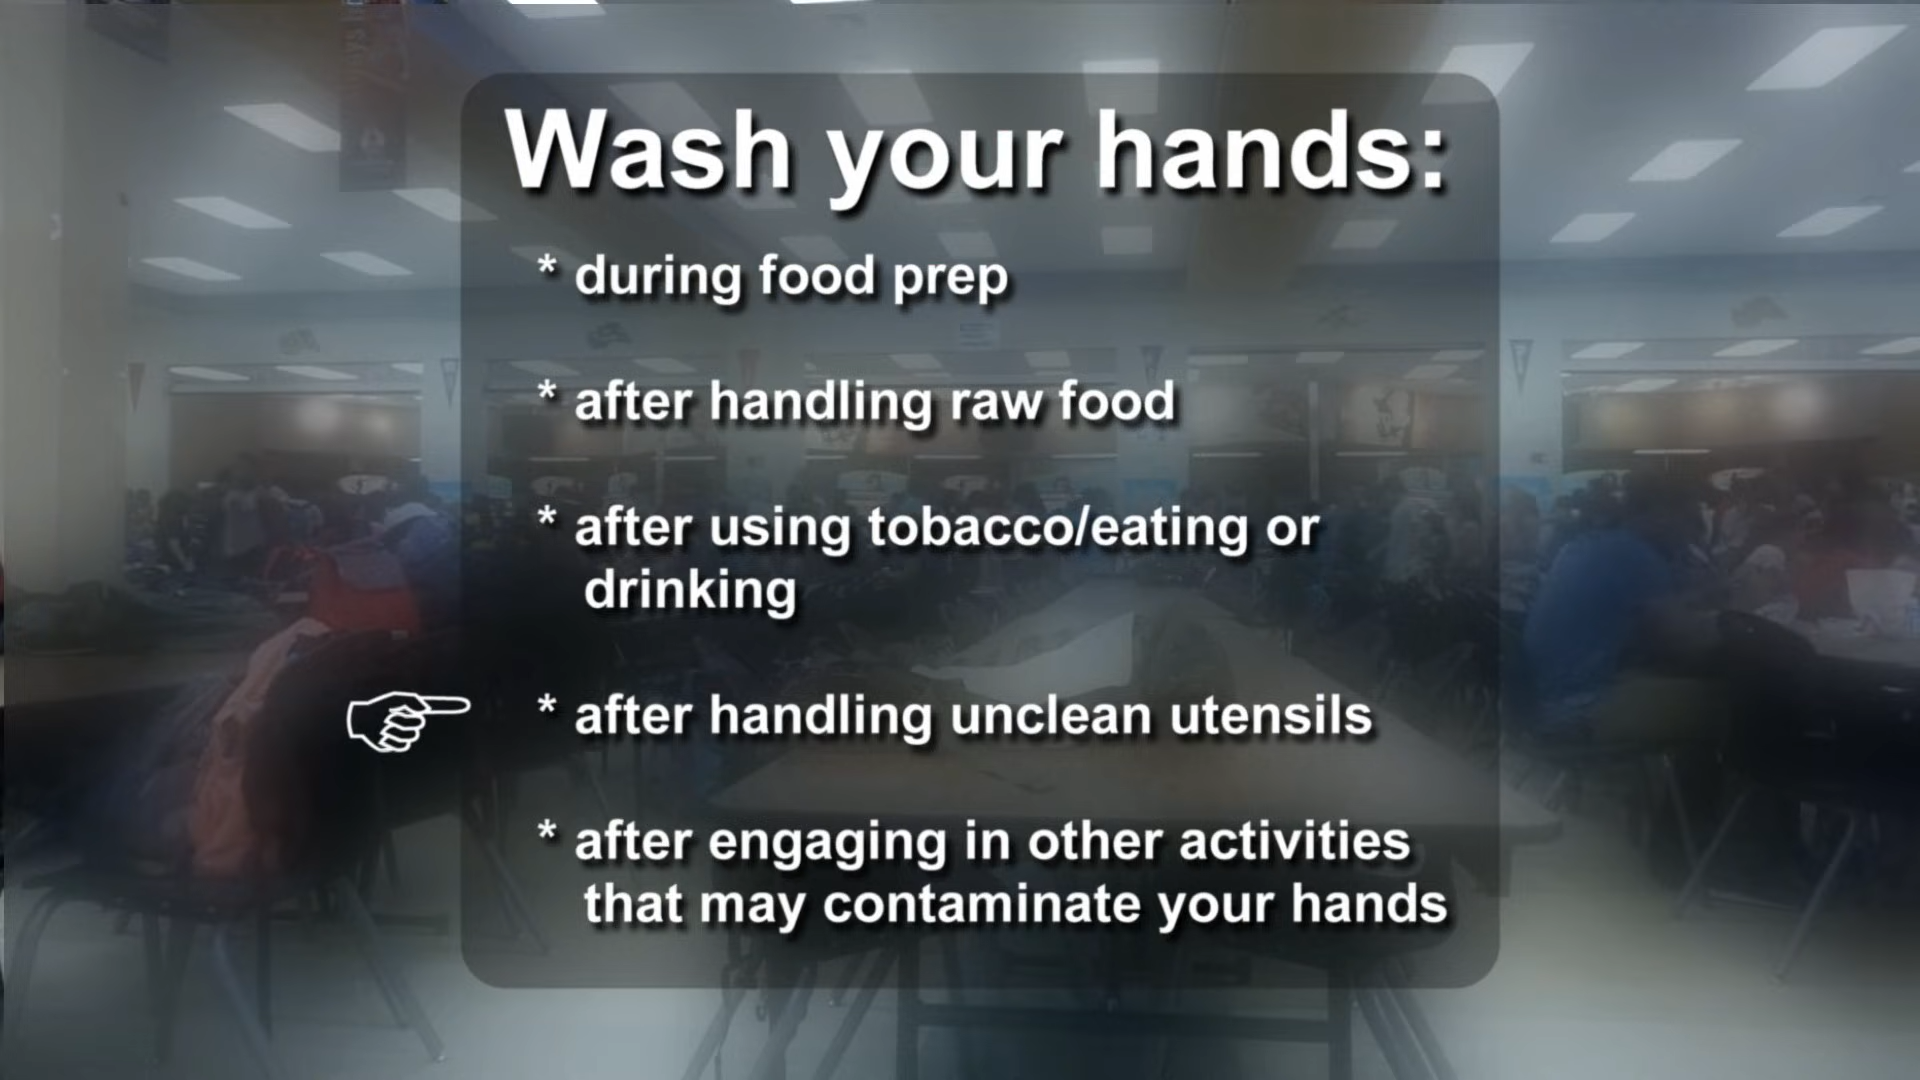 Wash your hands:
* during food prep
* after handling raw food
* after using tobacco/eating or
drinking
* after handling unclean utensils
* after engaging in other activities
that may contaminate your hands